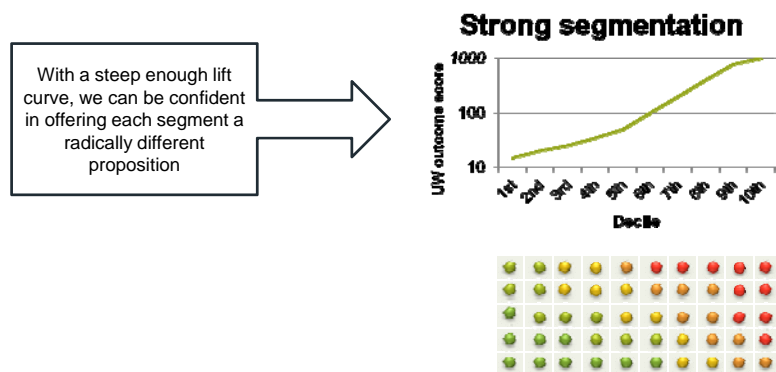 Strong segmentation
With a steep enough lift
curve, we can be confident
in offering each segment a
radically different
proposition
UW outcome score
1000
100
10
1st 2nd 3rd 4th 5th 6th 7th 8th 9th 10th
Decile